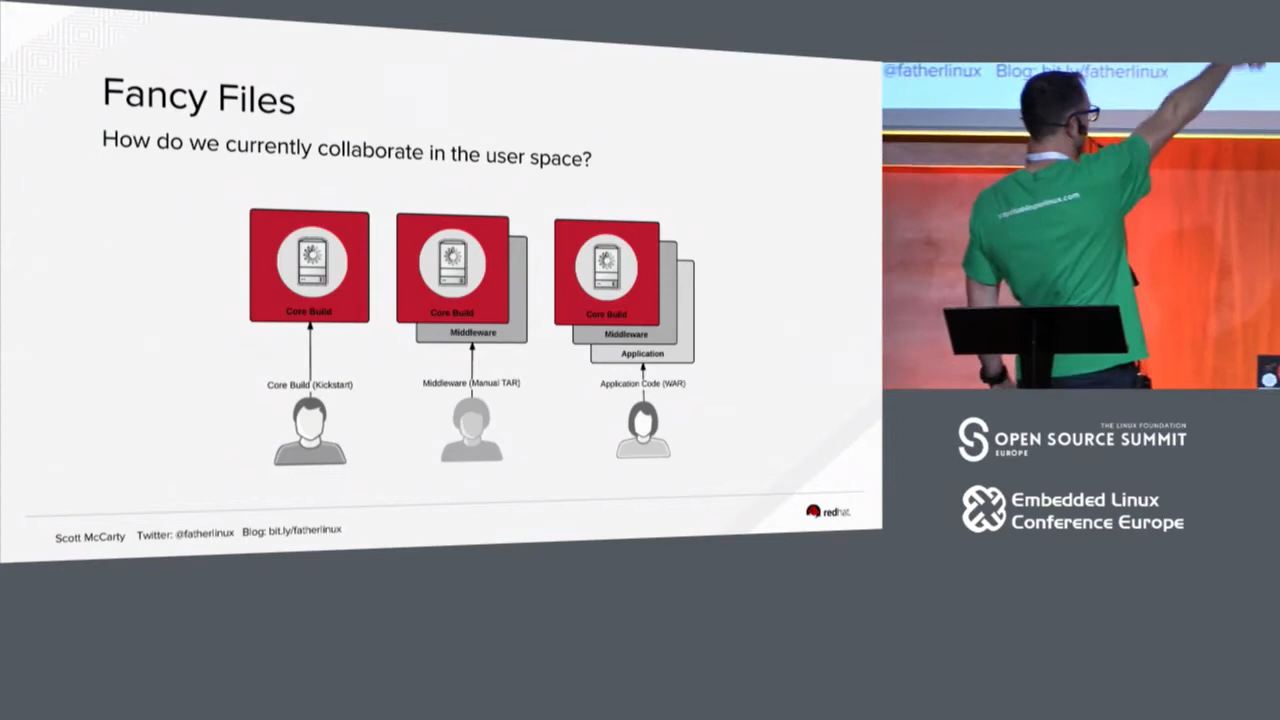 Fancy Files
How do we currently collaborate in the user space?
Core Build
Core Build
Middleware
Core Build
Middleware
Application
Core Build (Kickstart)
Middleware (Manual TAR)
Application Code (WAR)
Scott McCarty Twitter: @fatherlinux Blog: bit.ly/fatherlinux
redhat.
@fatherlinux Blog: bit.ly/fatherlinux
THE LINUX FOUNDATION
OPEN SOURCE SUMMIT
EUROPE
Embedded Linux
Conference Europe